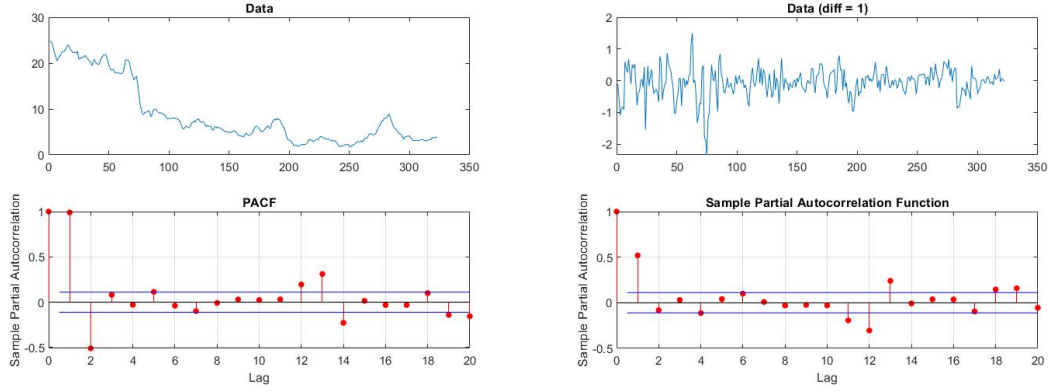 Data
30
20
10
0
0 50 100 150 200 250 300 350
Data (diff = 1)
2
1
0
-1
-2
0 50 100 150 200 250 300 350
PACF
Sample Partial Autocorrelation
1
0.5
0
-0.5
0 2 4 6 8 10 12 14 16 18 20
Lag
Sample Partial Autocorrelation Function
Sample Partial Autocorrelation
1
0.5
0
-0.5
0 2 4 6 8 10 12 14 16 18 20
Lag